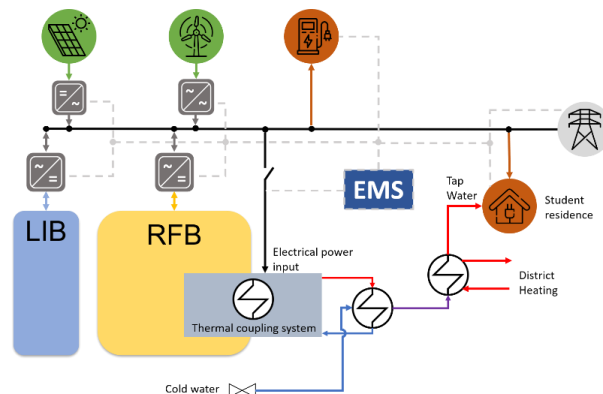 EMS
Tap
Water
Student
residence
LIB
RFB
Electrical power
input
District
Heating
Thermal coupling system
Cold water